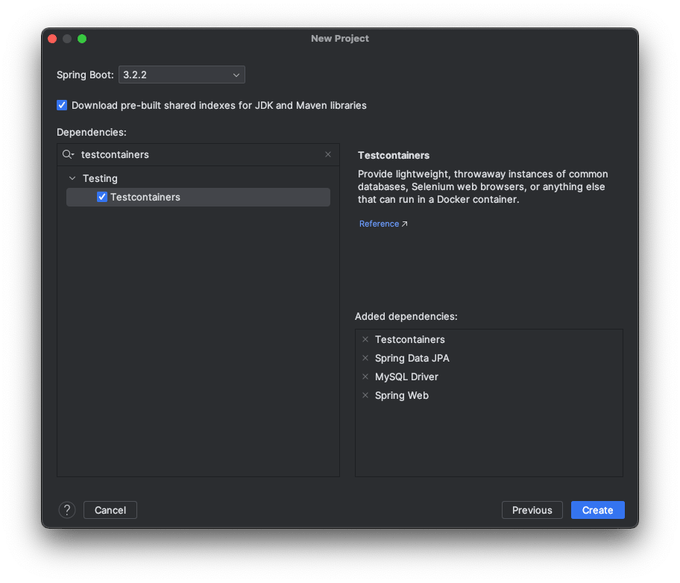 New Project
Spring Boot: 3.2.2
Download pre-built shared indexes for JDK and Maven libraries
Dependencies:
testcontainers
Testing
Testcontainers
Testcontainers
Provide lightweight, throwaway instances of common
databases, Selenium web browsers, or anything else
that can run in a Docker container.
Reference ↗
Added dependencies:
Testcontainers
Spring Data JPA
MySQL Driver
Spring Web
? Cancel Previous Create